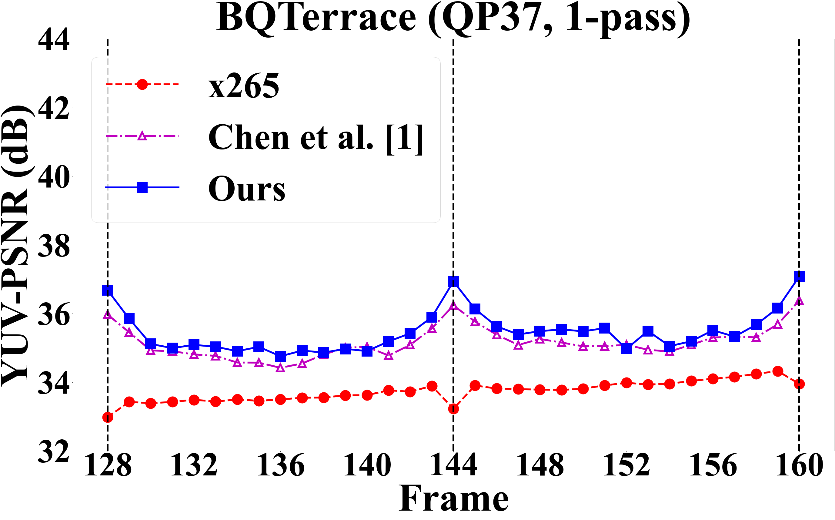 BQTerrace (QP37, 1-pass)
YUV-PSNR (dB)
44
42
40
38
36
34
32
x265
Chen et al. [1]
Ours
128 132 136 140 144 148 152 156 160
Frame